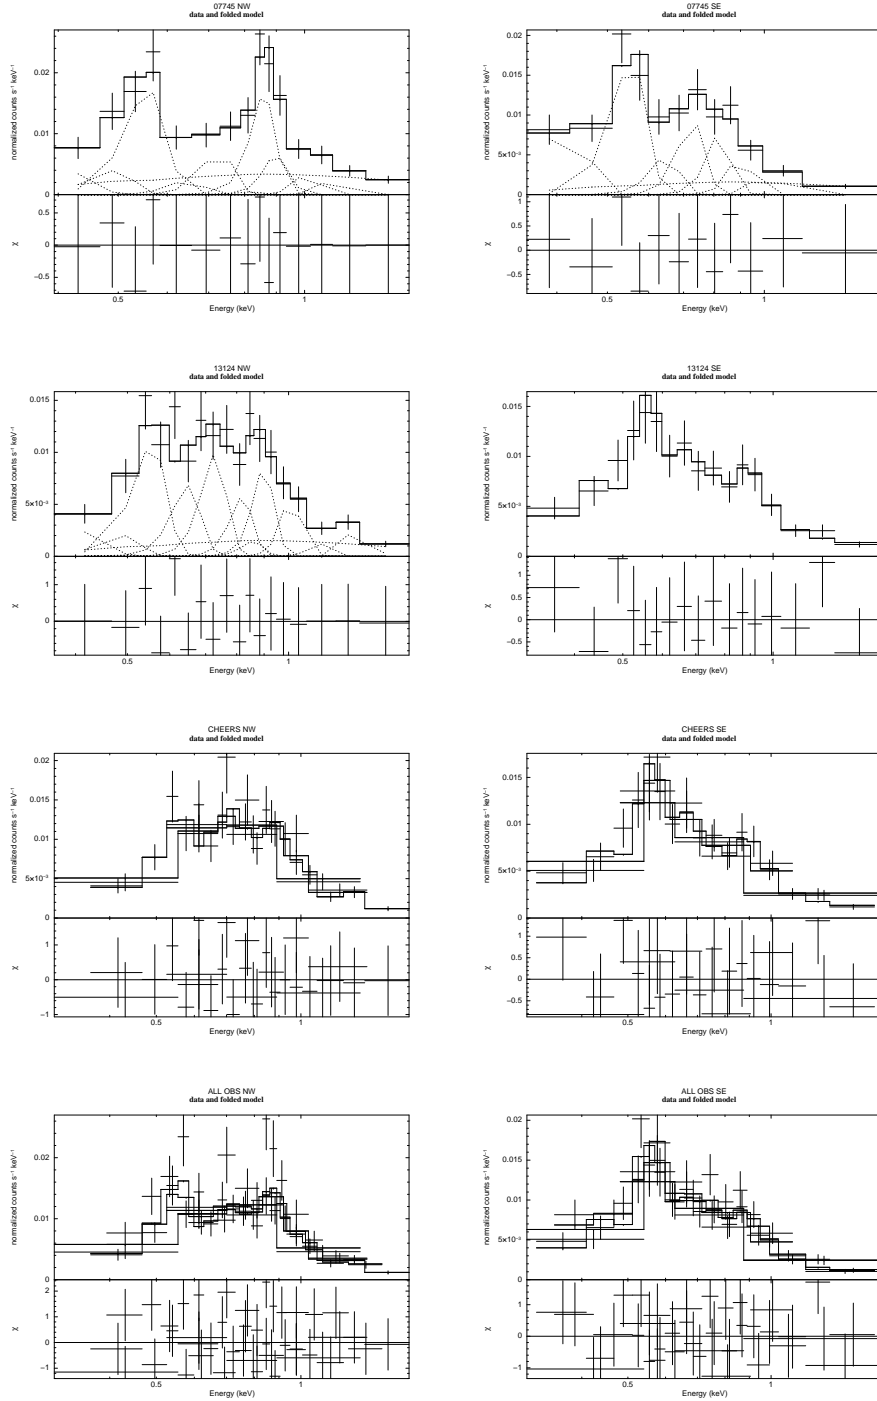 07745 NW
data and folded model
normalized counts s⁻¹ keV⁻¹
0.02
0.01
0
χ
0.5
0
−0.5
0.5
1
Energy (keV)
07745 SE
data and folded model
normalized counts s⁻¹ keV⁻¹
0.02
0.015
0.01
5×10⁻³
0
χ
1
0.5
0
−0.5
0.5
1
Energy (keV)
13124 NW
data and folded model
normalized counts s⁻¹ keV⁻¹
0.015
0.01
5×10⁻³
0
χ
1
0
0.5
1
Energy (keV)
13124 SE
data and folded model
normalized counts s⁻¹ keV⁻¹
0.015
0.01
5×10⁻³
0
χ
1
0.5
0
−0.5
0.5
1
Energy (keV)
CHEERS NW
data and folded model
normalized counts s⁻¹ keV⁻¹
0.02
0.015
0.01
5×10⁻³
0
χ
1
0
−1
0.5
1
Energy (keV)
CHEERS SE
data and folded model
normalized counts s⁻¹ keV⁻¹
0.015
0.01
5×10⁻³
0
χ
1
0.5
0
−0.5
0.5
1
Energy (keV)
ALL OBS NW
data and folded model
normalized counts s⁻¹ keV⁻¹
0.02
0.01
0
χ
2
1
0
−1
0.5
1
Energy (keV)
ALL OBS SE
data and folded model
normalized counts s⁻¹ keV⁻¹
0.02
0.015
0.01
5×10⁻³
0
χ
1
0
−1
0.5
1
Energy (keV)